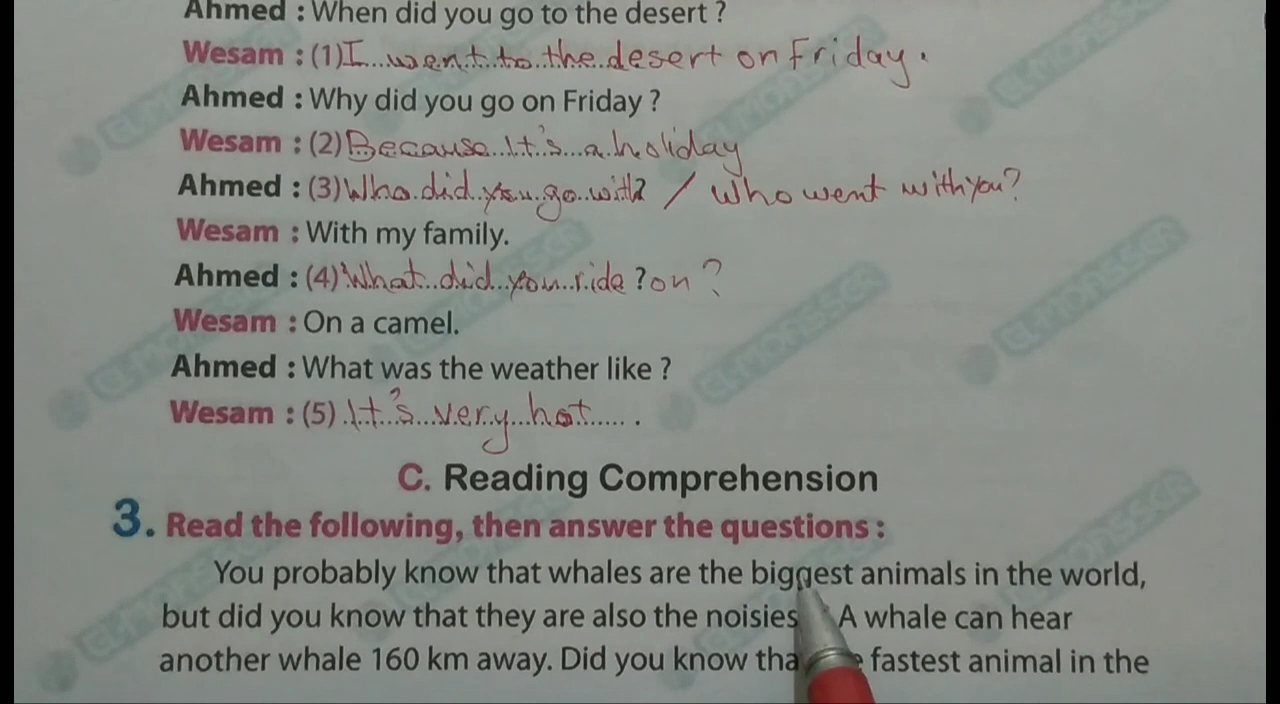 Ahmed : When did you go to the desert ?
Wesam : (1) I went to the desert on Friday.
Ahmed : Why did you go on Friday ?
Wesam : (2) Because It's a holiday
Ahmed : (3) Who did you go with? / Who went with you?
Wesam : With my family.
Ahmed : (4) What did you ride ? on ?
Wesam : On a camel.
Ahmed : What was the weather like ?
Wesam : (5) It's very hot .
C. Reading Comprehension
3. Read the following, then answer the questions :
You probably know that whales are the biggest animals in the world,
but did you know that they are also the noisies A whale can hear
another whale 160 km away. Did you know tha fastest animal in the